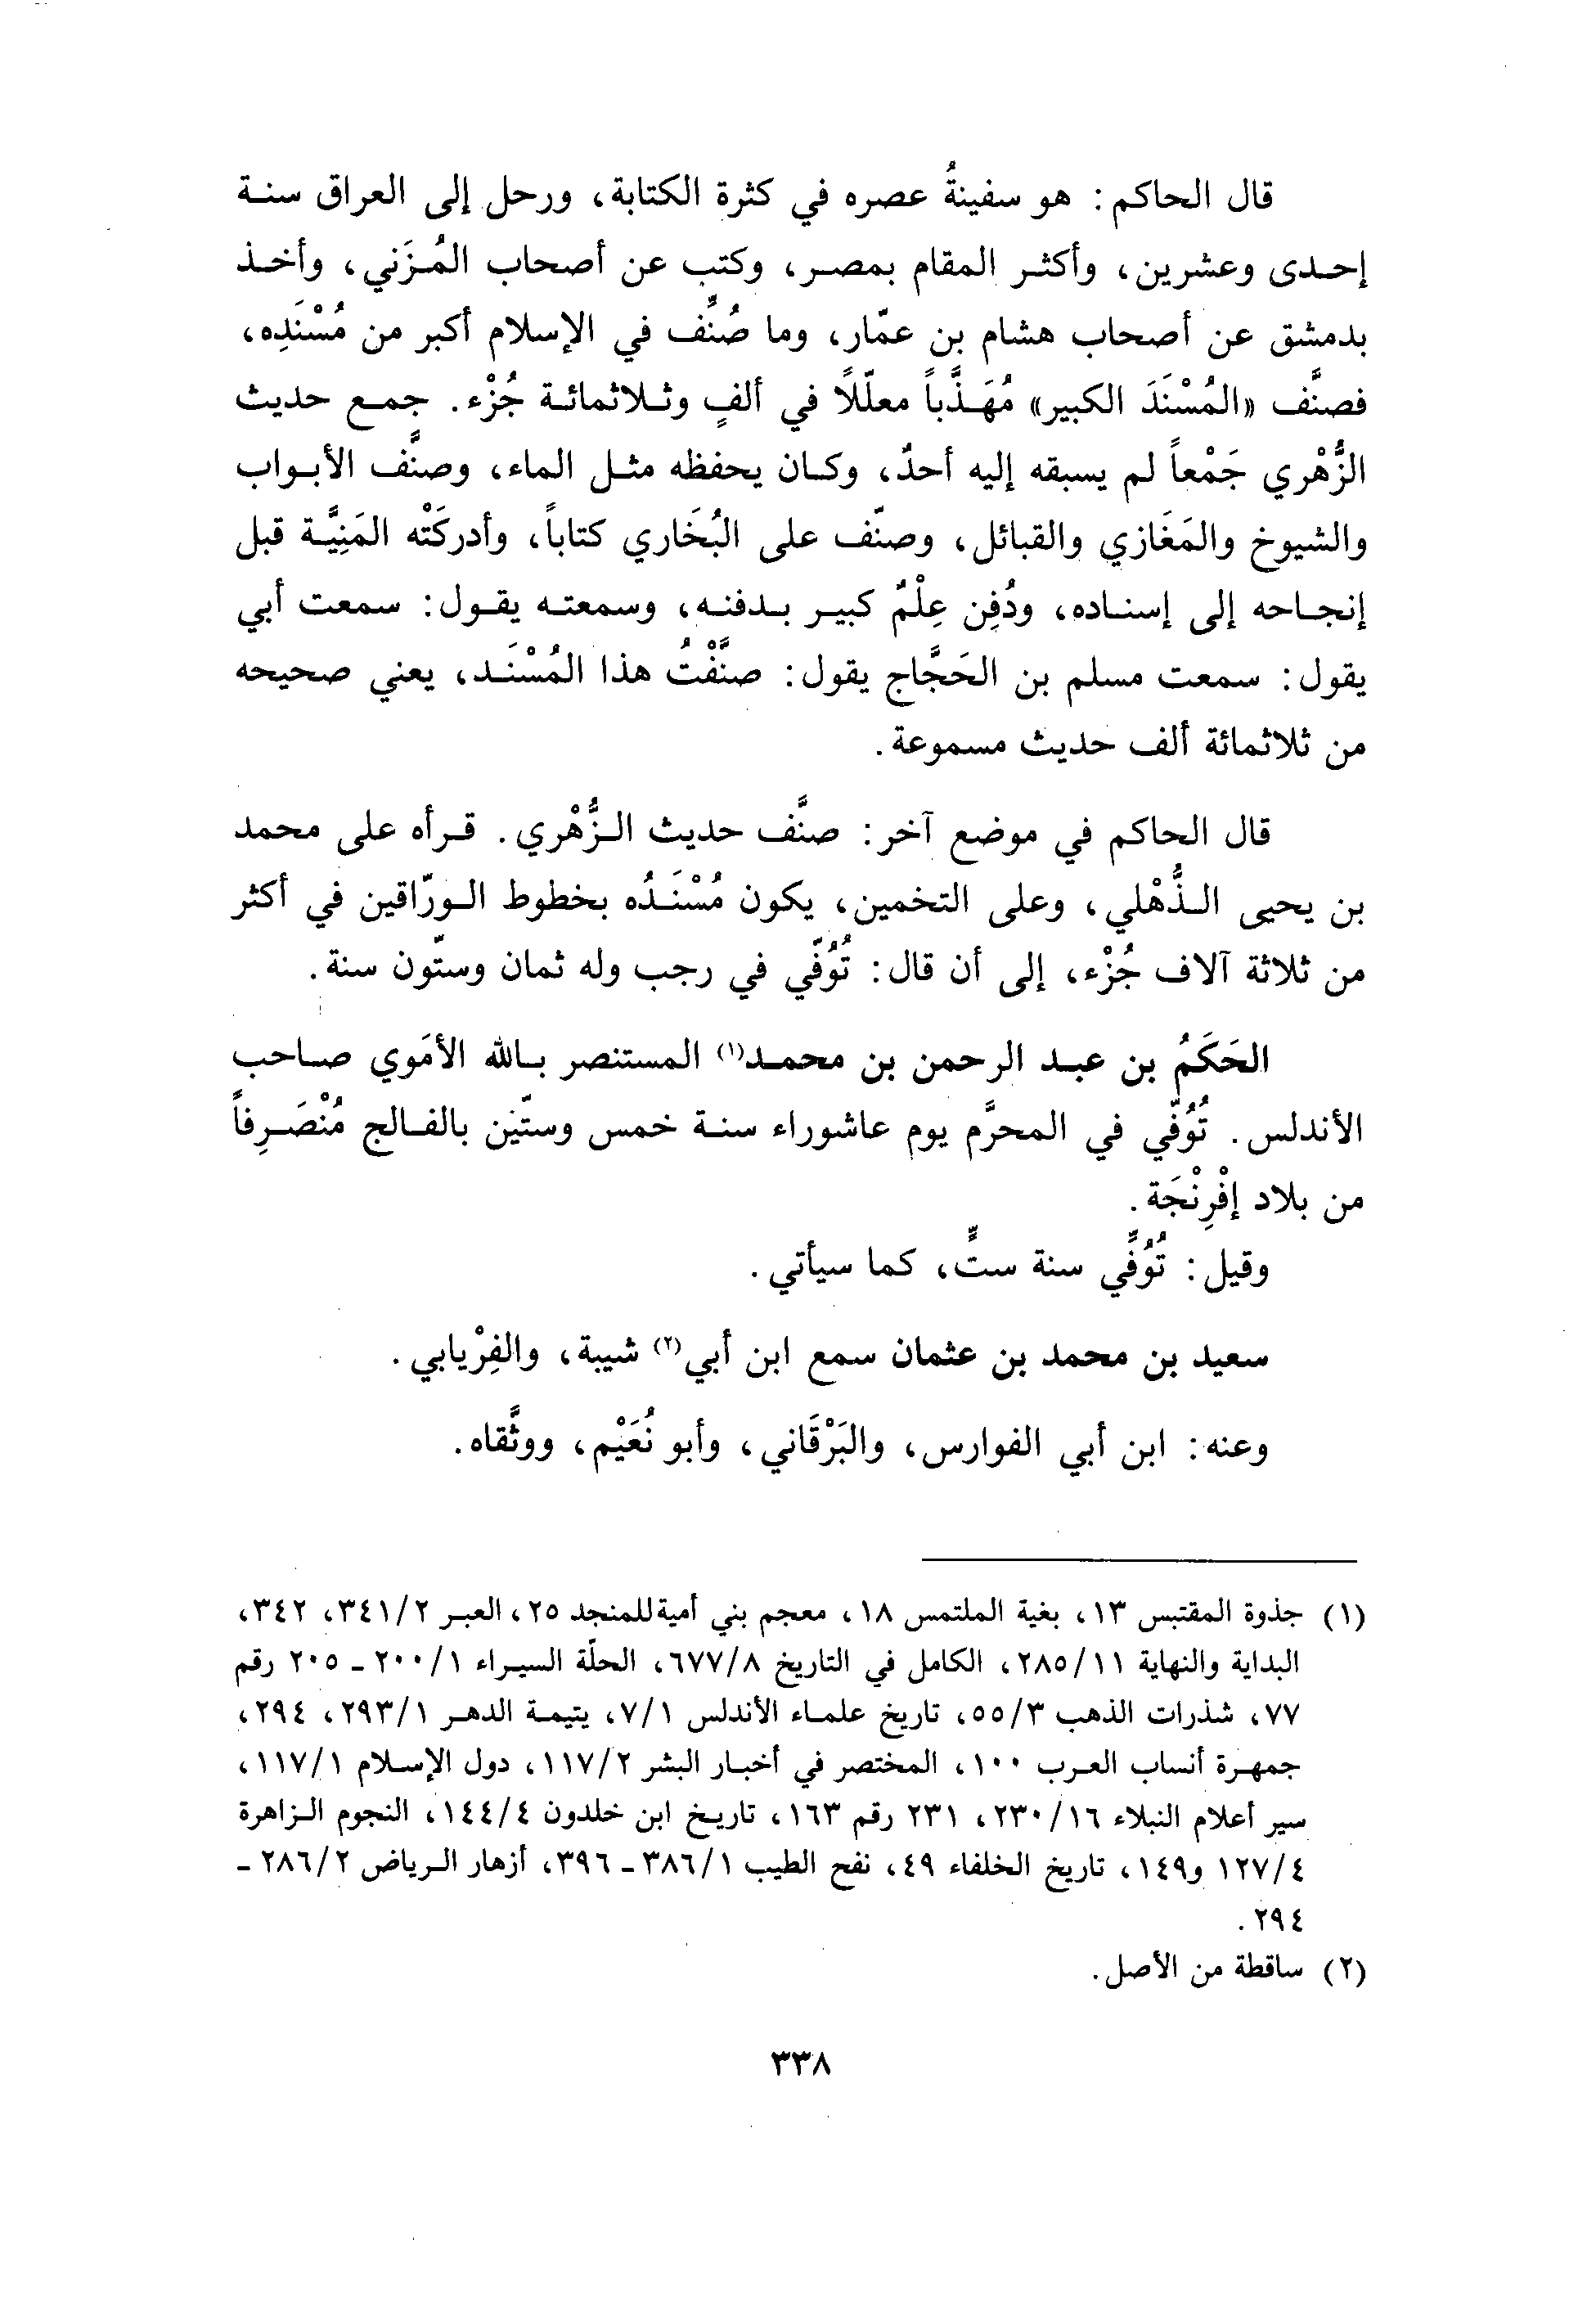 قال الحاكم: هو سفينةُ عصره في كثرة الكتابة، ورحل إلى العراق سنة
إحدى وعشرين، وأكثر المقام بمصر، وكتب عن أصحاب المُزَني، وأخذ
بدمشق عن أصحاب هشام بن عمّار، وما صُنِّف في الإسلام أكبر من مُسْنَدِه،
فصنَّف «المُسْنَدَ الكبير» مُهَذَّباً معلّلاً في ألفٍ وثلاثمائة جُزْء. جمع حديث
الزُّهْري جَمْعاً لم يسبقه إليه أحدٌ، وكان يحفظه مثل الماء، وصنَّف الأبواب
والشيوخ والمَغَازي والقبائل، وصنّف على البُخَاري كتاباً، وأدركَتْه المَنِيَّة قبل
إنجاحه إلى إسناده، ودُفِن عِلْمٌ كبير بدفنه، وسمعته يقول: سمعت أبي
يقول: سمعت مسلم بن الحَجَّاج يقول: صنَّفْتُ هذا المُسْنَد، يعني صحيحه
من ثلاثمائة ألف حديث مسموعة.
قال الحاكم في موضع آخر: صنَّف حديث الزُّهْري. قرأه على محمد
بن يحيى الذُّهْلي، وعلى التخمين، يكون مُسْنَدُه بخطوط الورّاقين في أكثر
من ثلاثة آلاف جُزْء، إلى أن قال: تُوُفّي في رجب وله ثمان وستّون سنة.
الحَكَمُ بن عبد الرحمن بن محمد(١) المستنصر بالله الأمَوي صاحب
الأندلس. تُوُفّي في المحرَّم يوم عاشوراء سنة خمس وستّين بالفالج مُنْصَرِفاً
من بلاد إفْرِنْجَة.
وقيل: تُوُفّي سنة ستٍّ، كما سيأتي.
سعيد بن محمد بن عثمان سمع ابن أبي(٢) شيبة، والفِرْيابي.
وعنه: ابن أبي الفوارس، والبَرْقَاني، وأبو نُعَيْم، ووثَّقاه.
(١) جذوة المقتبس ١٣، بغية الملتمس ١٨، معجم بني أمية للمنجد ٢٥، العبر ٣٤١/٢، ٣٤٢،
البداية والنهاية ٢٨٥/١١، الكامل في التاريخ ٦٧٧/٨، الحلّة السيراء ٢٠٠/١ ـ ٢٠٥ رقم
٧٧، شذرات الذهب ٥٥/٣، تاريخ علماء الأندلس ٧/١، يتيمة الدهر ٢٩٣/١، ٢٩٤،
جمهرة أنساب العرب ١٠٠، المختصر في أخبار البشر ١١٧/٢، دول الإسلام ١١٧/١،
سير أعلام النبلاء ٢٣٠/١٦، ٢٣١ رقم ١٦٣، تاريخ ابن خلدون ١٤٤/٤، النجوم الزاهرة
١٢٧/٤ و١٤٩، تاريخ الخلفاء ٤٩، نفح الطيب ٣٨٦/١ ـ ٣٩٦، أزهار الرياض ٢٨٦/٢ ـ
٢٩٤.
(٢) ساقطة من الأصل.
٣٣٨